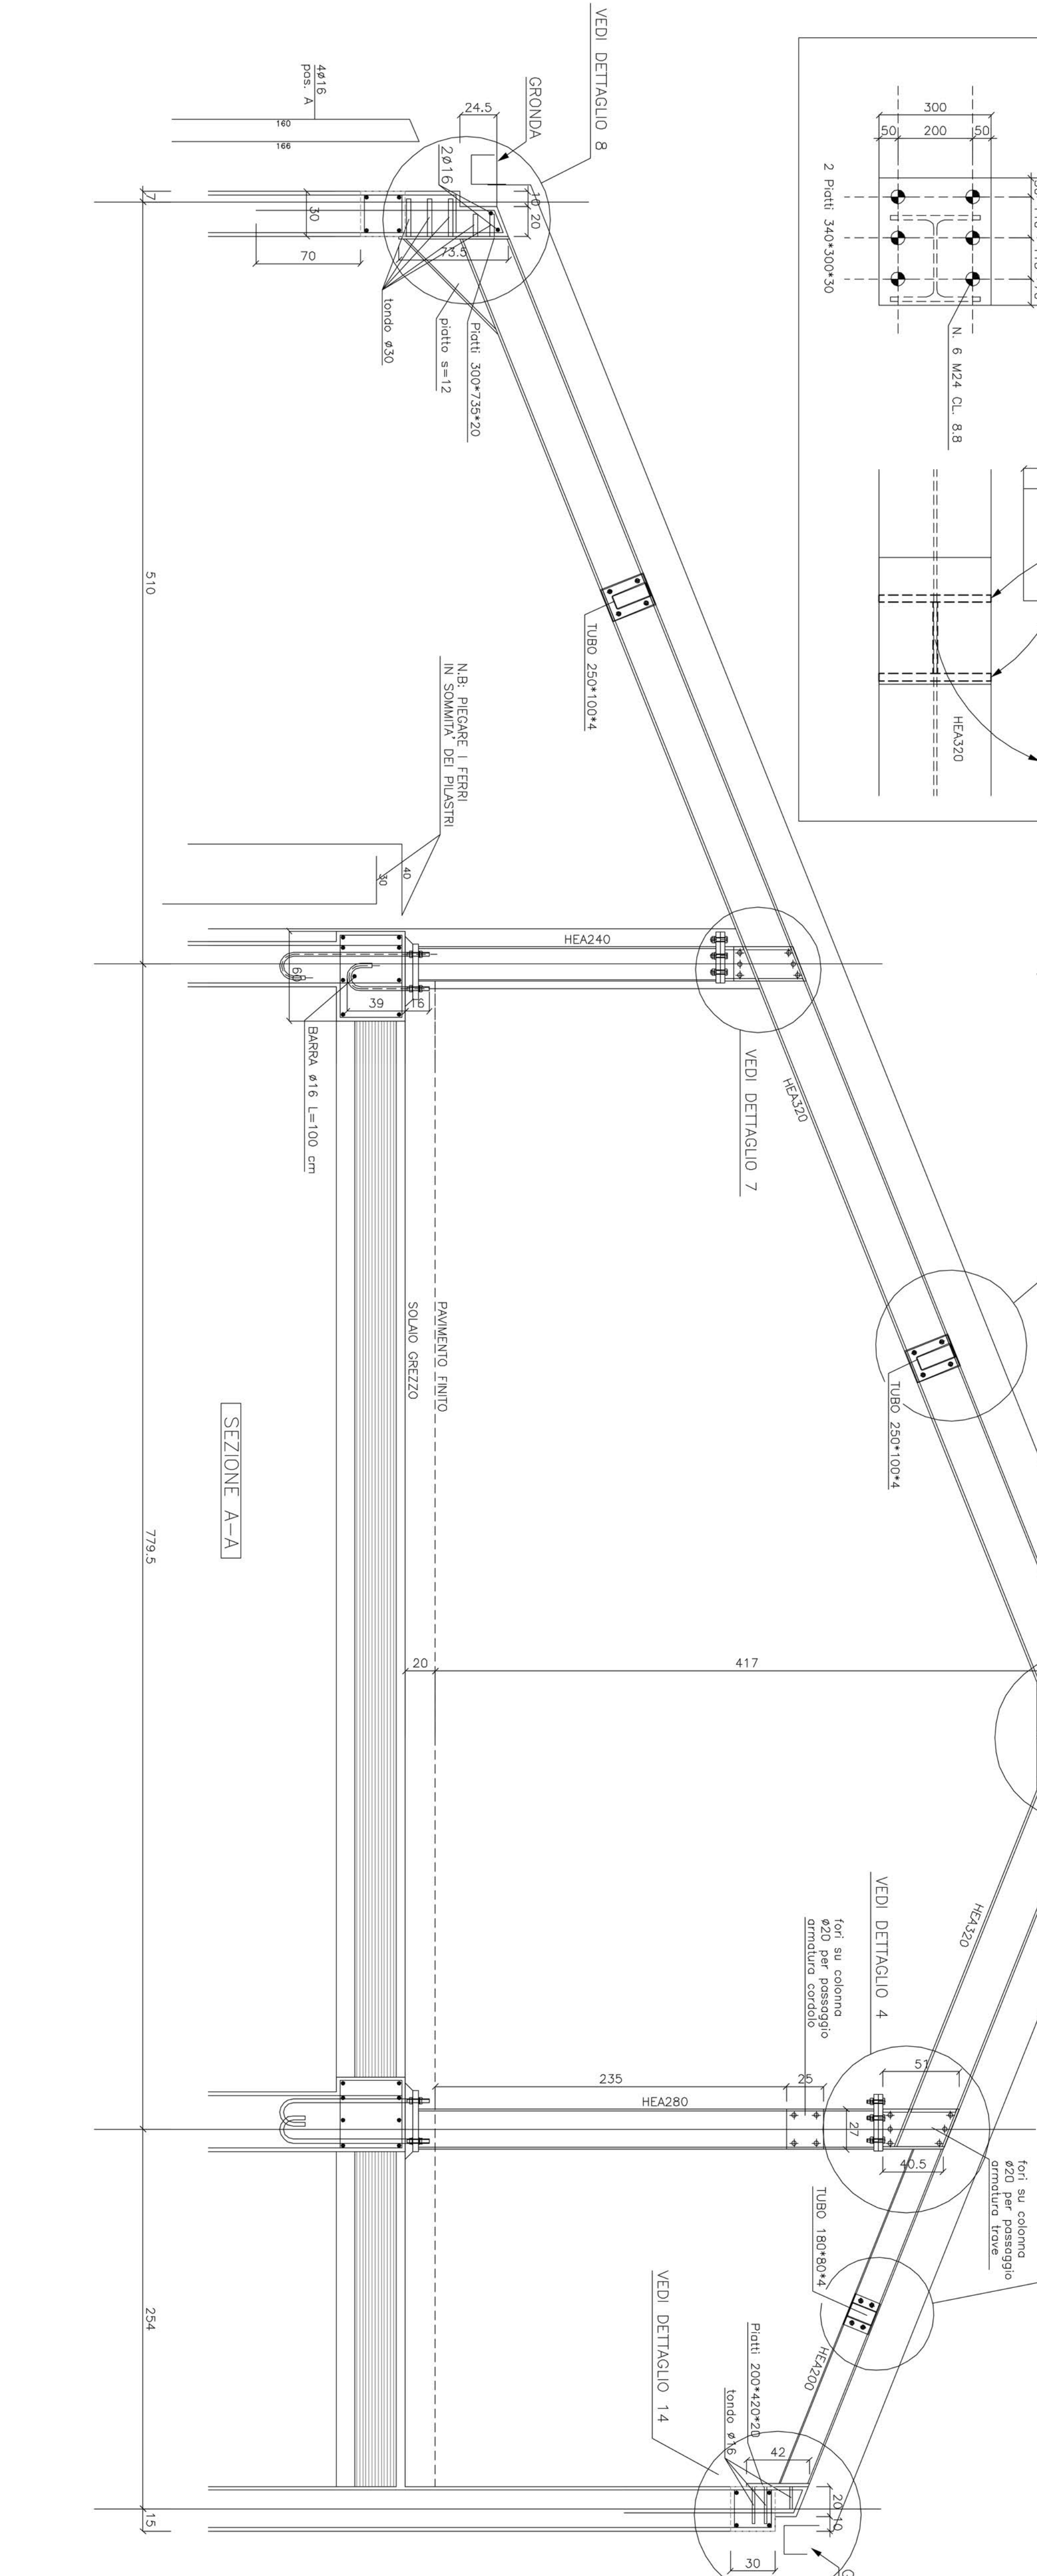 VEDI DETTAGLIO 8
GRONDA
24.5
4ø16
pos. A
160
166
2ø16
7
30
70
10
20
73.5
tondo ø30
piatto s=12
Piatti 300*735*20
300
50
200
50
2 Piatti 340*300*30
N. 6 M24 CL. 8.8
HEA320
510
TUBO 250*100*4
N.B: PIEGARE I FERRI
IN SOMMITA' DEI PILASTRI
40
30
HEA240
60
39
BARRA ø16 L=100 cm
VEDI DETTAGLIO 7
HEA320
PAVIMENTO FINITO
SOLAIO GREZZO
TUBO 250*100*4
SEZIONE A-A
779.5
20
417
HEA320
VEDI DETTAGLIO 4
fori su colonna
ø20 per passaggio
armatura cordolo
235
25
51
HEA280
27
40.5
fori su colonna
ø20 per passaggio
armatura trave
TUBO 180*80*4
254
VEDI DETTAGLIO 14
HEA200
Piatti 200*420*20
tondo ø16
42
20
10
15
30